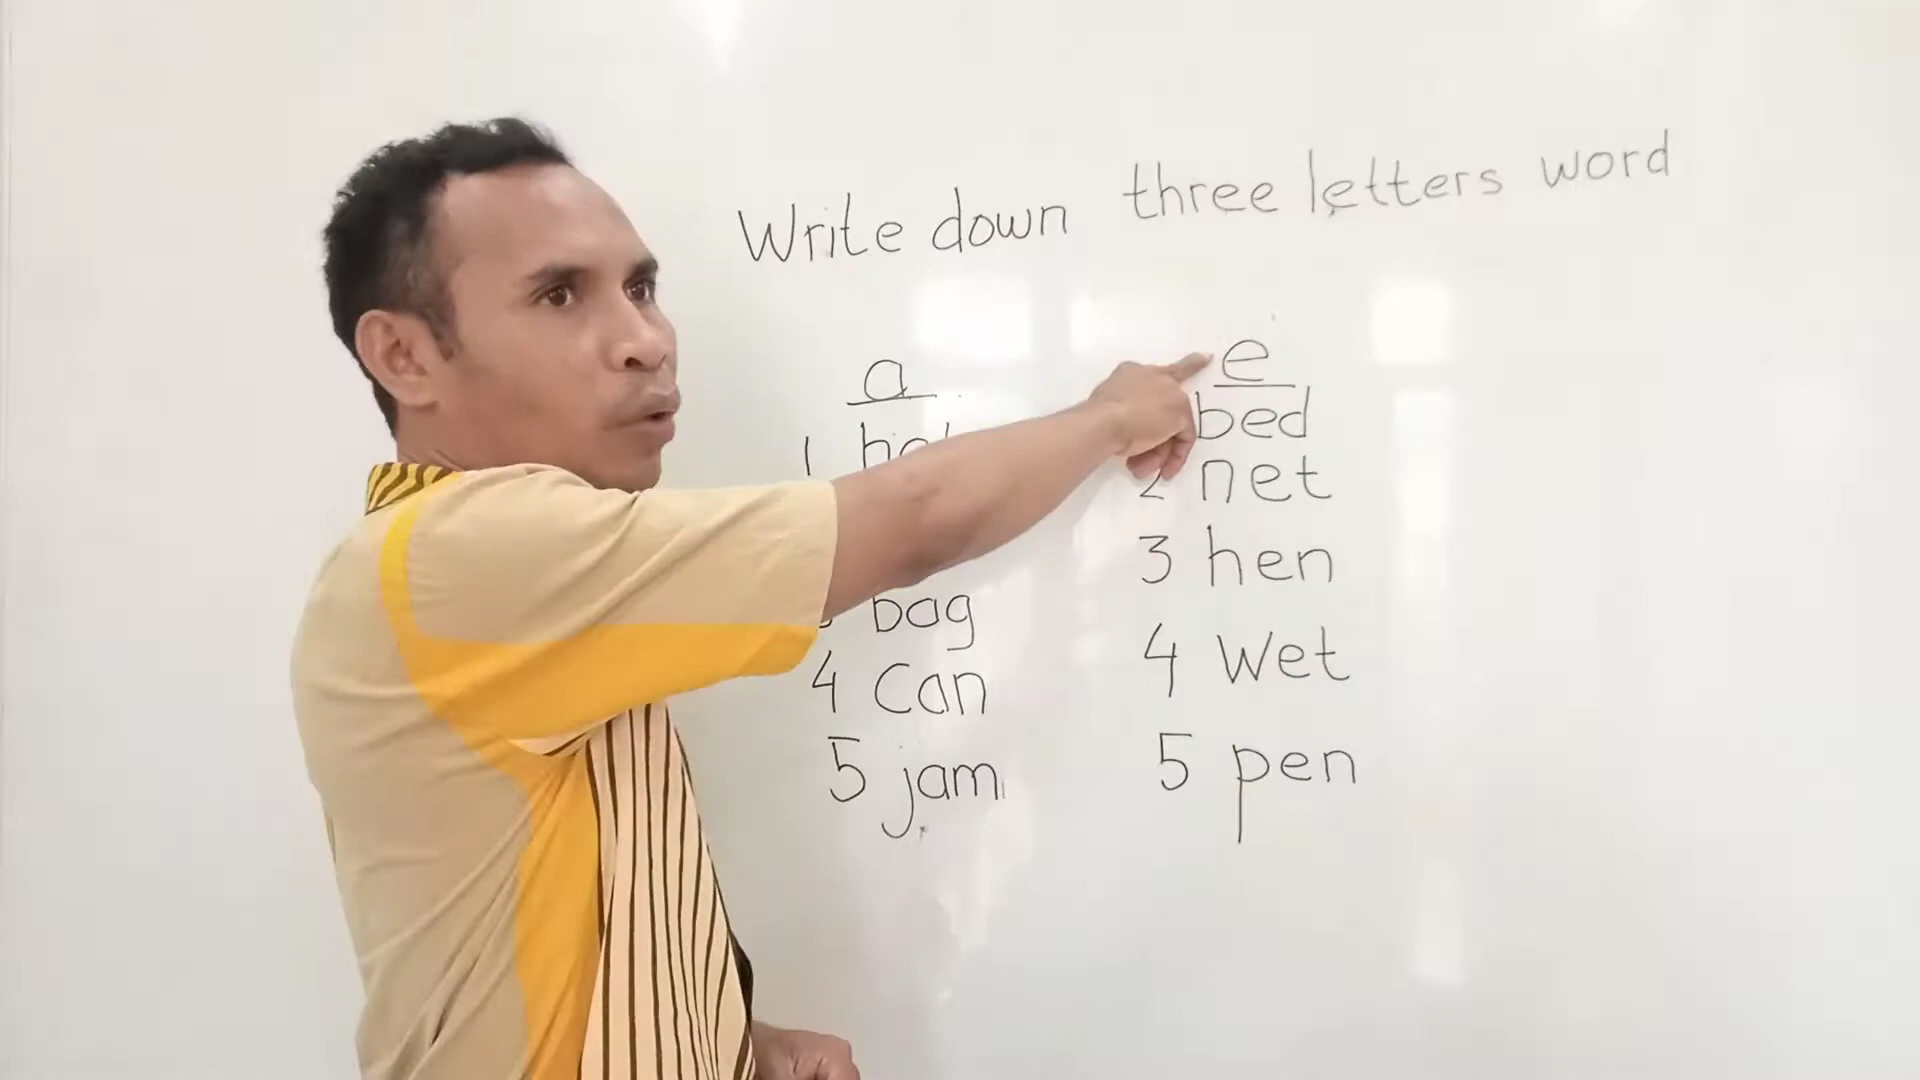 Write down three letters word
a
1
bag
4 Can
5 jam
e
bed
2 net
3 hen
4 Wet
5 pen